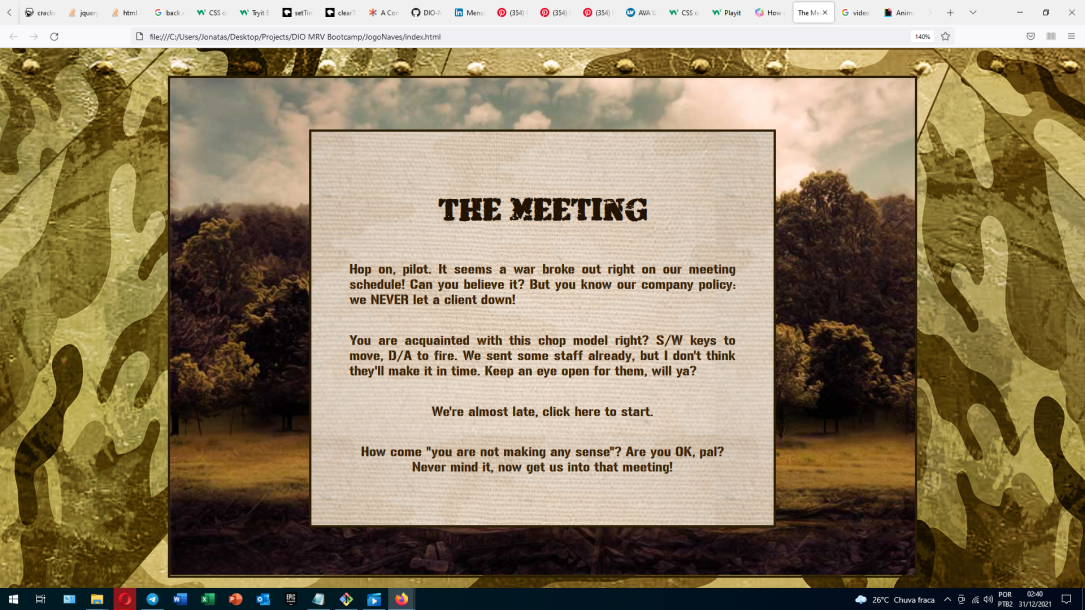 crack
jquery
html
back
CSS o
Tryit E
setTir
clearT
A Con
DIO-M
Mens
(354)
(354)
(354)
AVA U
CSS o
Playit
How
The Me
video
Anima
file:///C:/Users/Jonatas/Desktop/Projects/DIO MRV Bootcamp/JogoNaves/index.html
140%
THE MEETING
Hop on, pilot. It seems a war broke out right on our meeting
schedule! Can you believe it? But you know our company policy:
we NEVER let a client down!
You are acquainted with this chop model right? S/W keys to
move, D/A to fire. We sent some staff already, but I don't think
they'll make it in time. Keep an eye open for them, will ya?
We're almost late, click here to start.
How come "you are not making any sense"? Are you OK, pal?
Never mind it, now get us into that meeting!
26°C Chuva fraca
POR
PTB2
02:40
31/12/2021